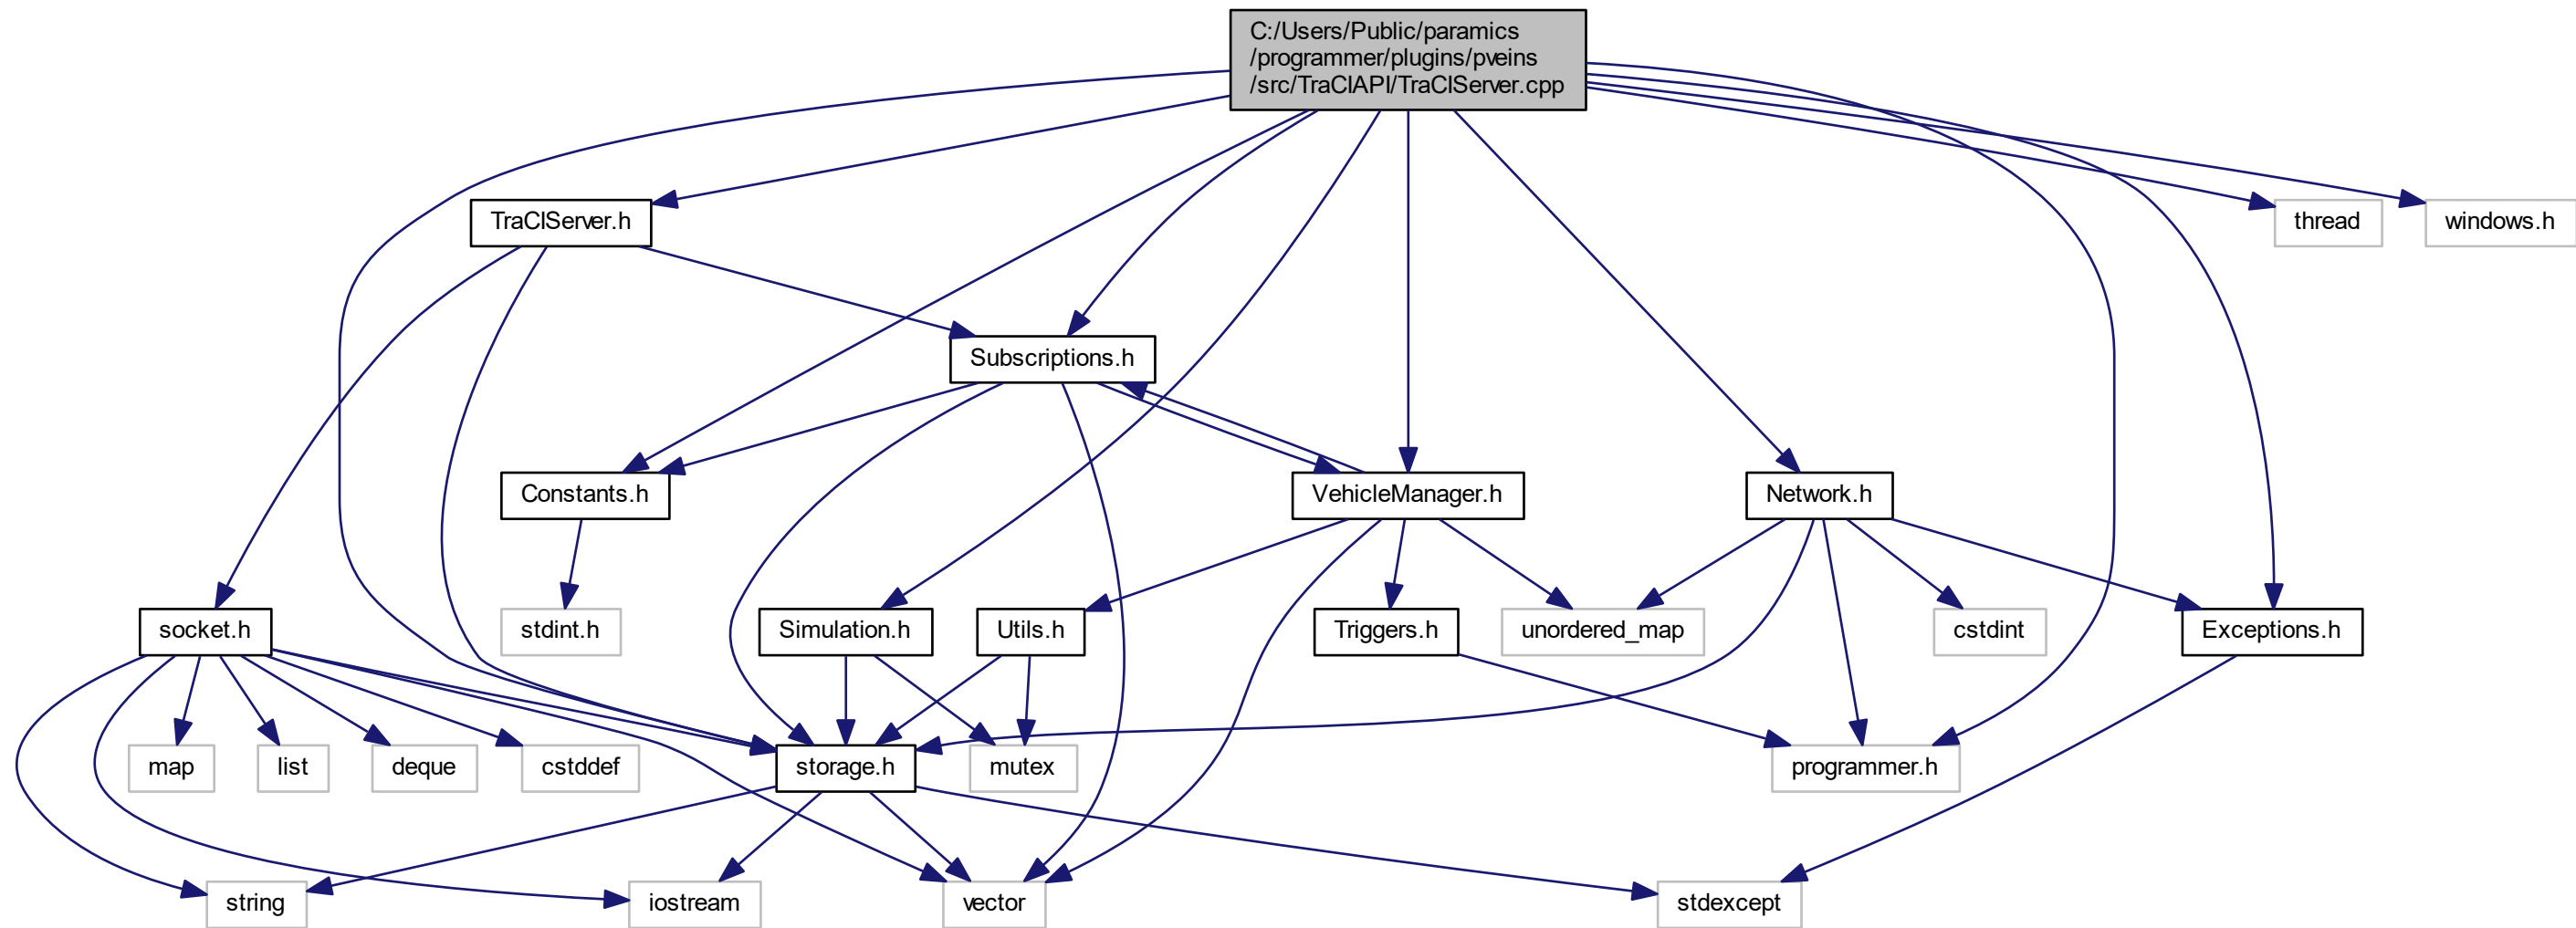 C:/Users/Public/paramics
/programmer/plugins/pveins
/src/TraCIAPI/TraCIServer.cpp
TraCIServer.h
thread
windows.h
Subscriptions.h
Constants.h
VehicleManager.h
Network.h
socket.h
stdint.h
Simulation.h
Utils.h
Triggers.h
unordered_map
cstdint
Exceptions.h
map
list
deque
cstddef
storage.h
mutex
programmer.h
string
iostream
vector
stdexcept